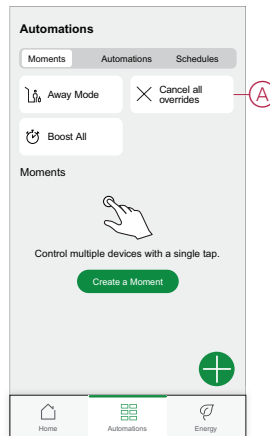 Automations
Moments Automations Schedules
Away Mode
Cancel all
overrides
A
Boost All
Moments
Control multiple devices with a single tap.
Create a Moment
Home Automations Energy